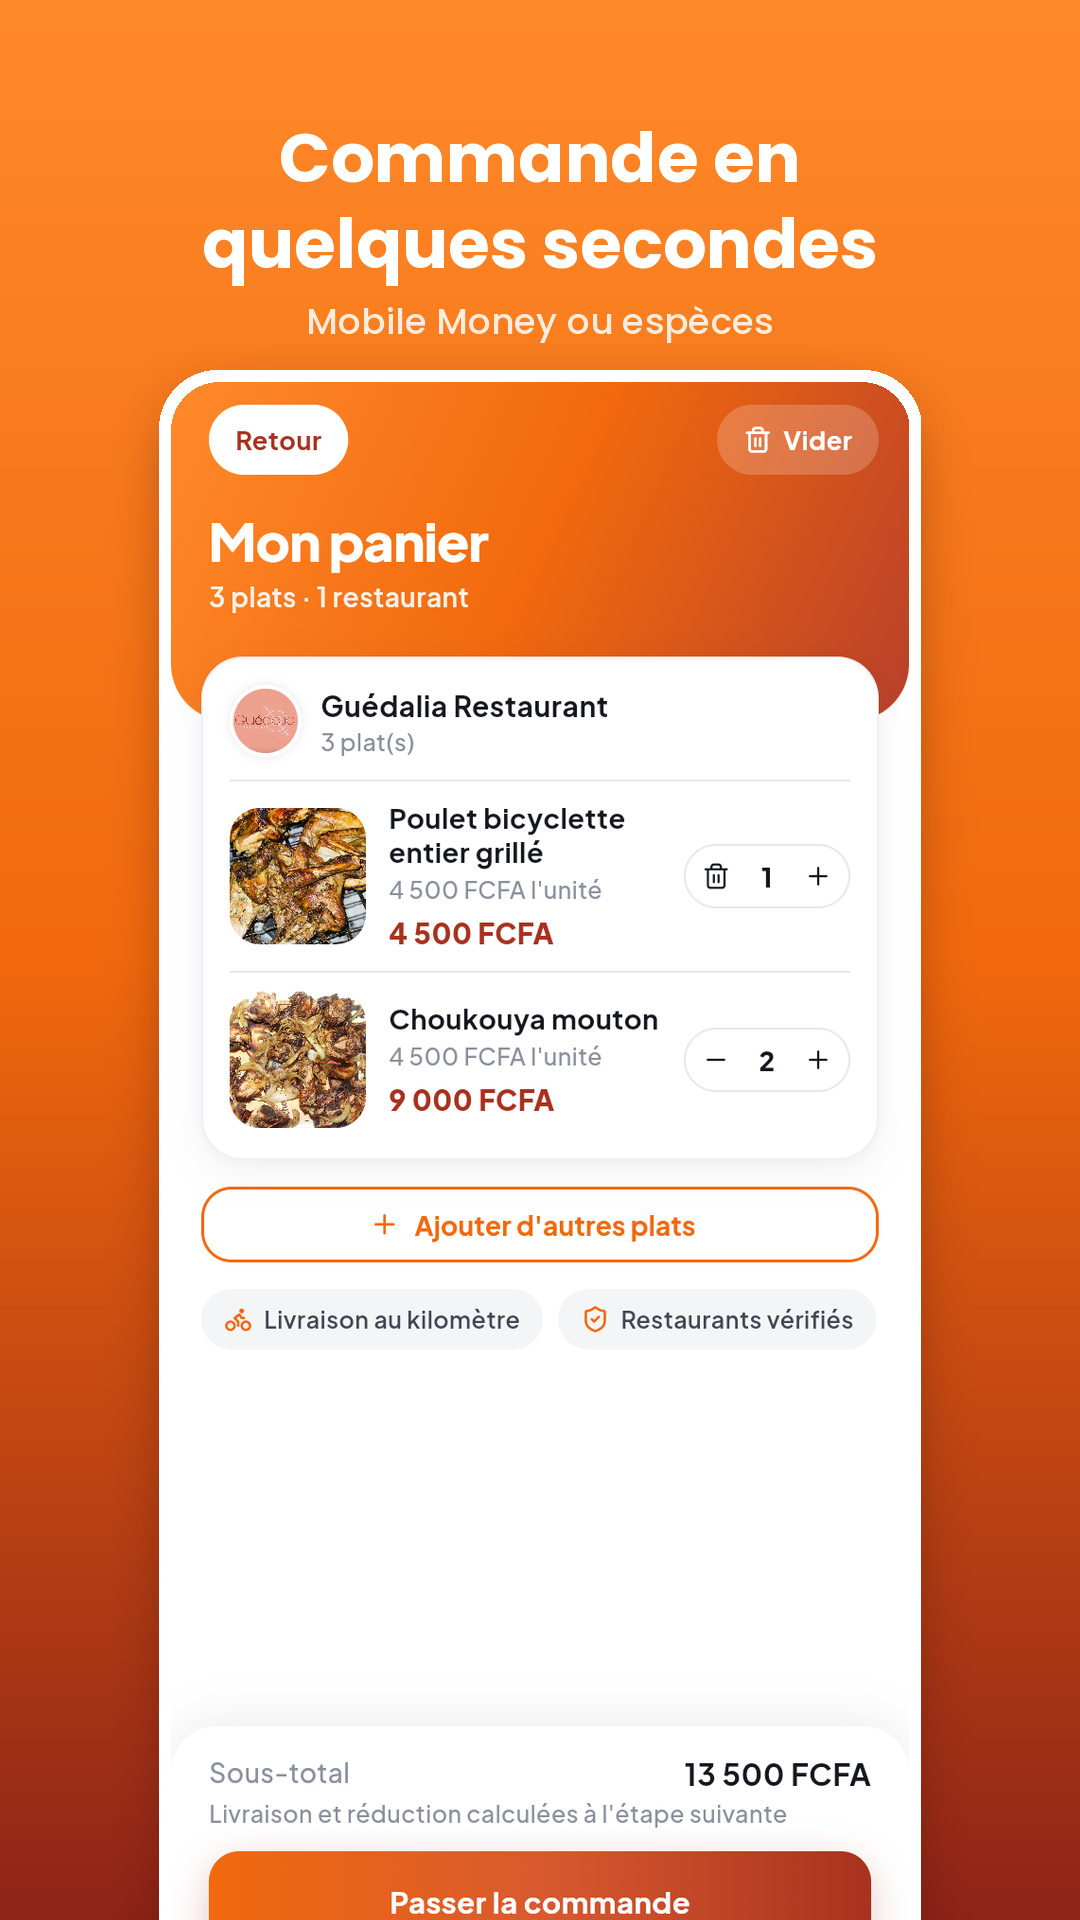 Commande en
quelques secondes
Mobile Money ou espèces
Retour
Vider
Mon panier
3 plats · 1 restaurant
Guédalia Restaurant
3 plat(s)
Poulet bicyclette
entier grillé
4 500 FCFA l'unité
4 500 FCFA
1
Choukouya mouton
4 500 FCFA l'unité
9 000 FCFA
2
+ Ajouter d'autres plats
Livraison au kilomètre
Restaurants vérifiés
Sous-total
13 500 FCFA
Livraison et réduction calculées à l'étape suivante
Passer la commande